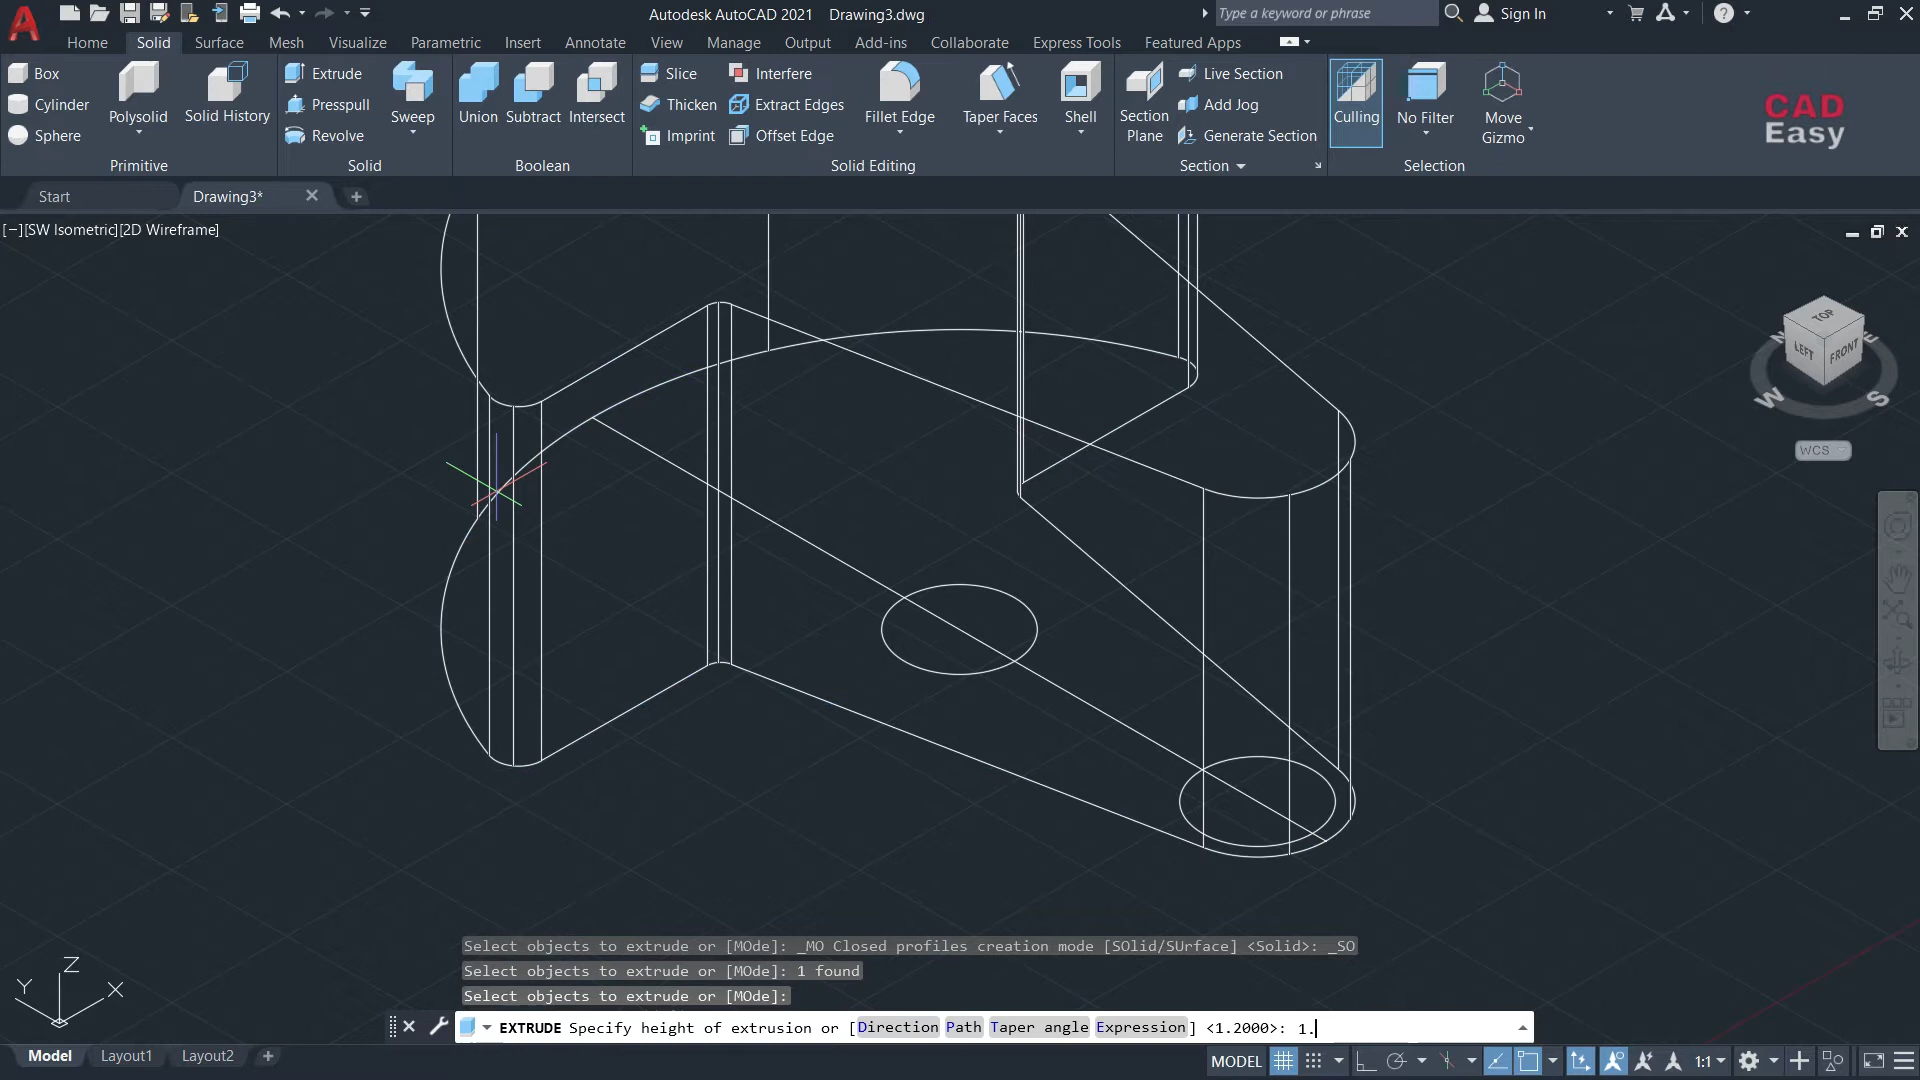 Autodesk AutoCAD 2021 Drawing3.dwg
Type a keyword or phrase
Sign In
Home Solid Surface Mesh Visualize Parametric Insert Annotate View Manage Output Add-ins Collaborate Express Tools Featured Apps
Box
Cylinder
Sphere
Polysolid
Solid History
Primitive
Extrude
Presspull
Revolve
Sweep
Solid
Union
Subtract
Intersect
Boolean
Slice
Thicken
Imprint
Interfere
Extract Edges
Offset Edge
Fillet Edge
Taper Faces
Shell
Solid Editing
Section Plane
Live Section
Add Jog
Generate Section
Section
Culling
No Filter
Move Gizmo
Selection
CAD
Easy
Start
Drawing3*
[−][SW Isometric][2D Wireframe]
TOP
LEFT
FRONT
N
E
W
S
WCS
Z
Y
X
Select objects to extrude or [MOde]: _MO Closed profiles creation mode [SOlid/SUrface] <Solid>: _SO
Select objects to extrude or [MOde]: 1 found
Select objects to extrude or [MOde]:
EXTRUDE Specify height of extrusion or [Direction Path Taper angle Expression] <1.2000>: 1.
Model Layout1 Layout2
MODEL
1:1